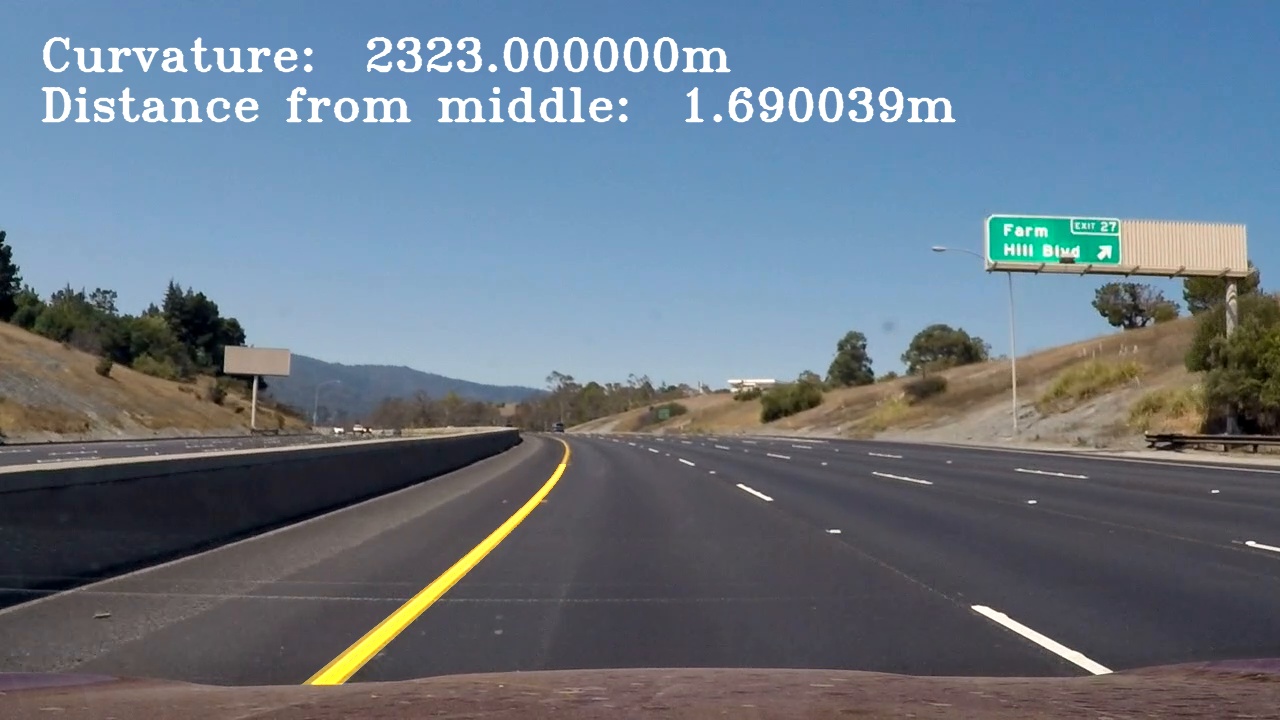 Curvature:  2323.000000m
Distance from middle:  1.690039m
EXIT 27
Farm
Hill Blvd